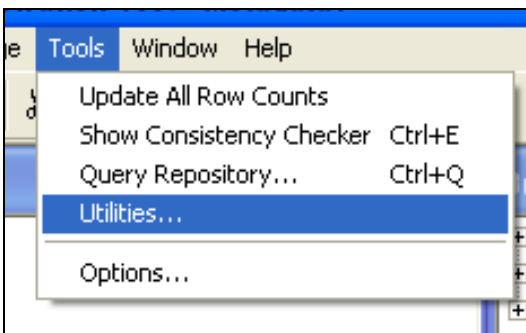 Tools Window Help
Update All Row Counts
Show Consistency Checker Ctrl+E
Query Repository... Ctrl+Q
Utilities...
Options...